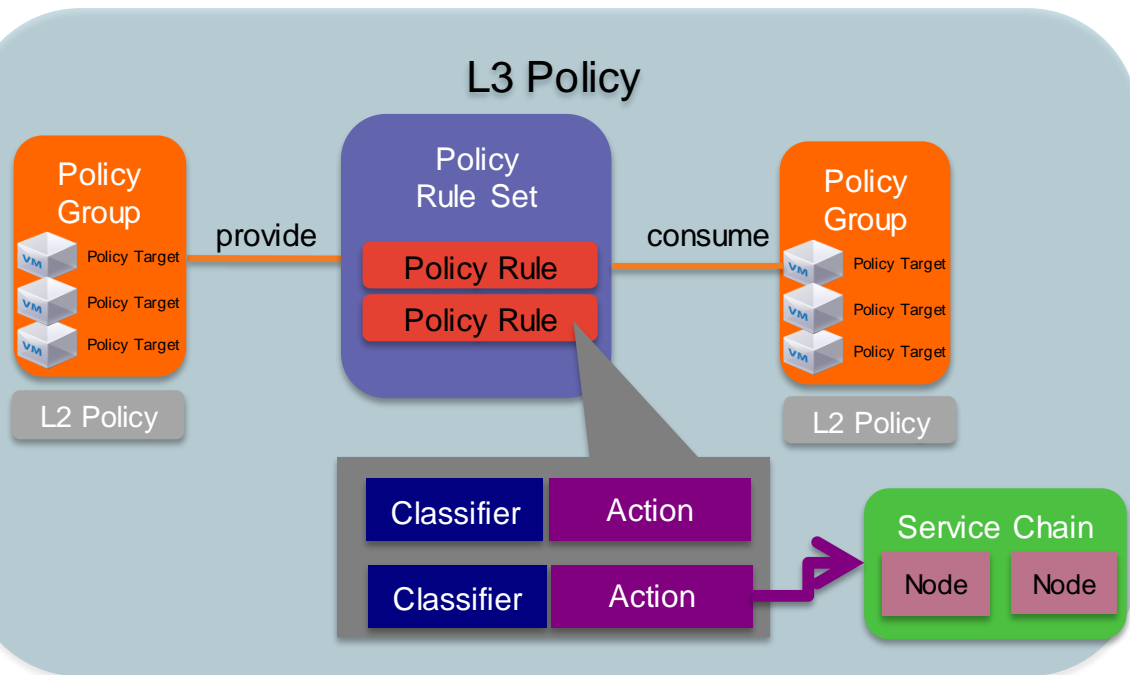 L3 Policy
Policy
Group
VM Policy Target
VM Policy Target
VM Policy Target
L2 Policy
provide
Policy
Rule Set
Policy Rule
Policy Rule
consume
Policy
Group
VM Policy Target
VM Policy Target
VM Policy Target
L2 Policy
Classifier Action
Classifier Action
Service Chain
Node Node